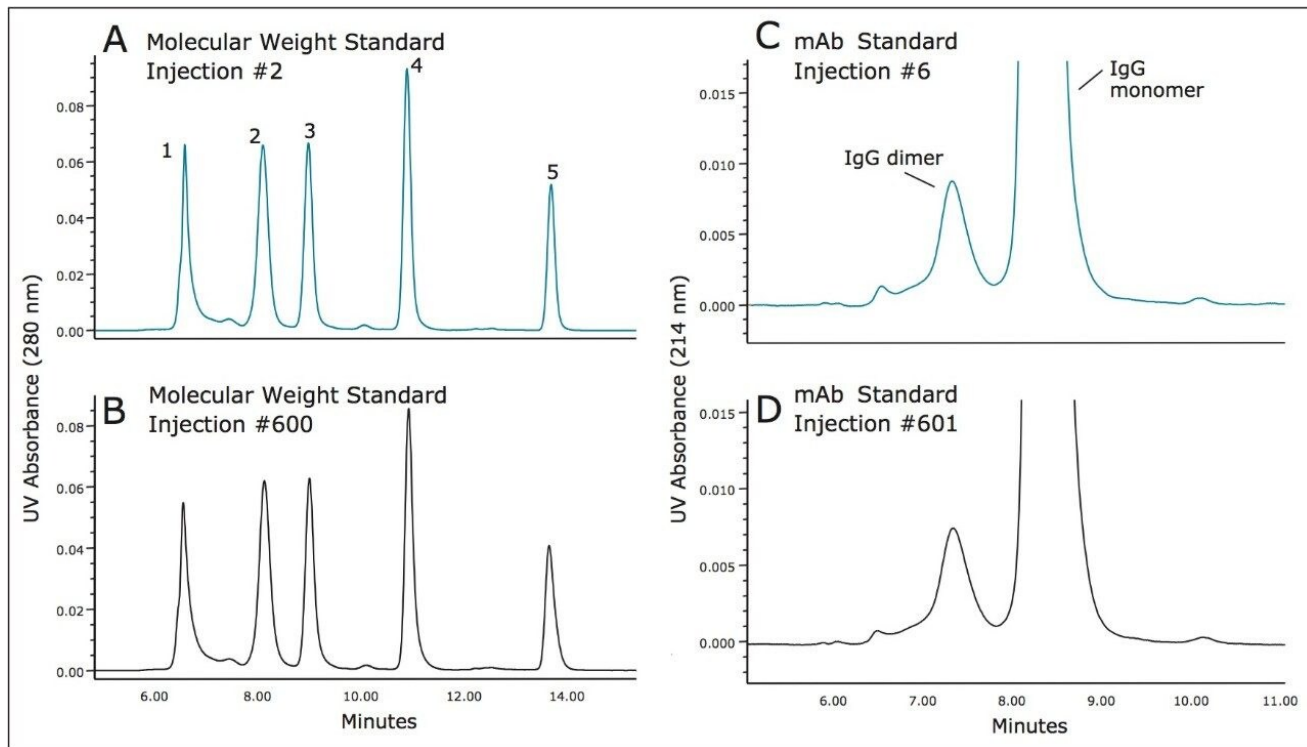 A
Molecular Weight Standard
Injection #2
1
2
3
4
5
0.08
0.06
0.04
0.02
0.00
UV Absorbance (280 nm)
B
Molecular Weight Standard
Injection #600
0.08
0.06
0.04
0.02
0.00
6.00 8.00 10.00 12.00 14.00
Minutes
C
mAb Standard
Injection #6
IgG
monomer
IgG dimer
0.015
0.010
0.005
0.000
UV Absorbance (214 nm)
D
mAb Standard
Injection #601
0.015
0.010
0.005
0.000
6.00 7.00 8.00 9.00 10.00 11.00
Minutes